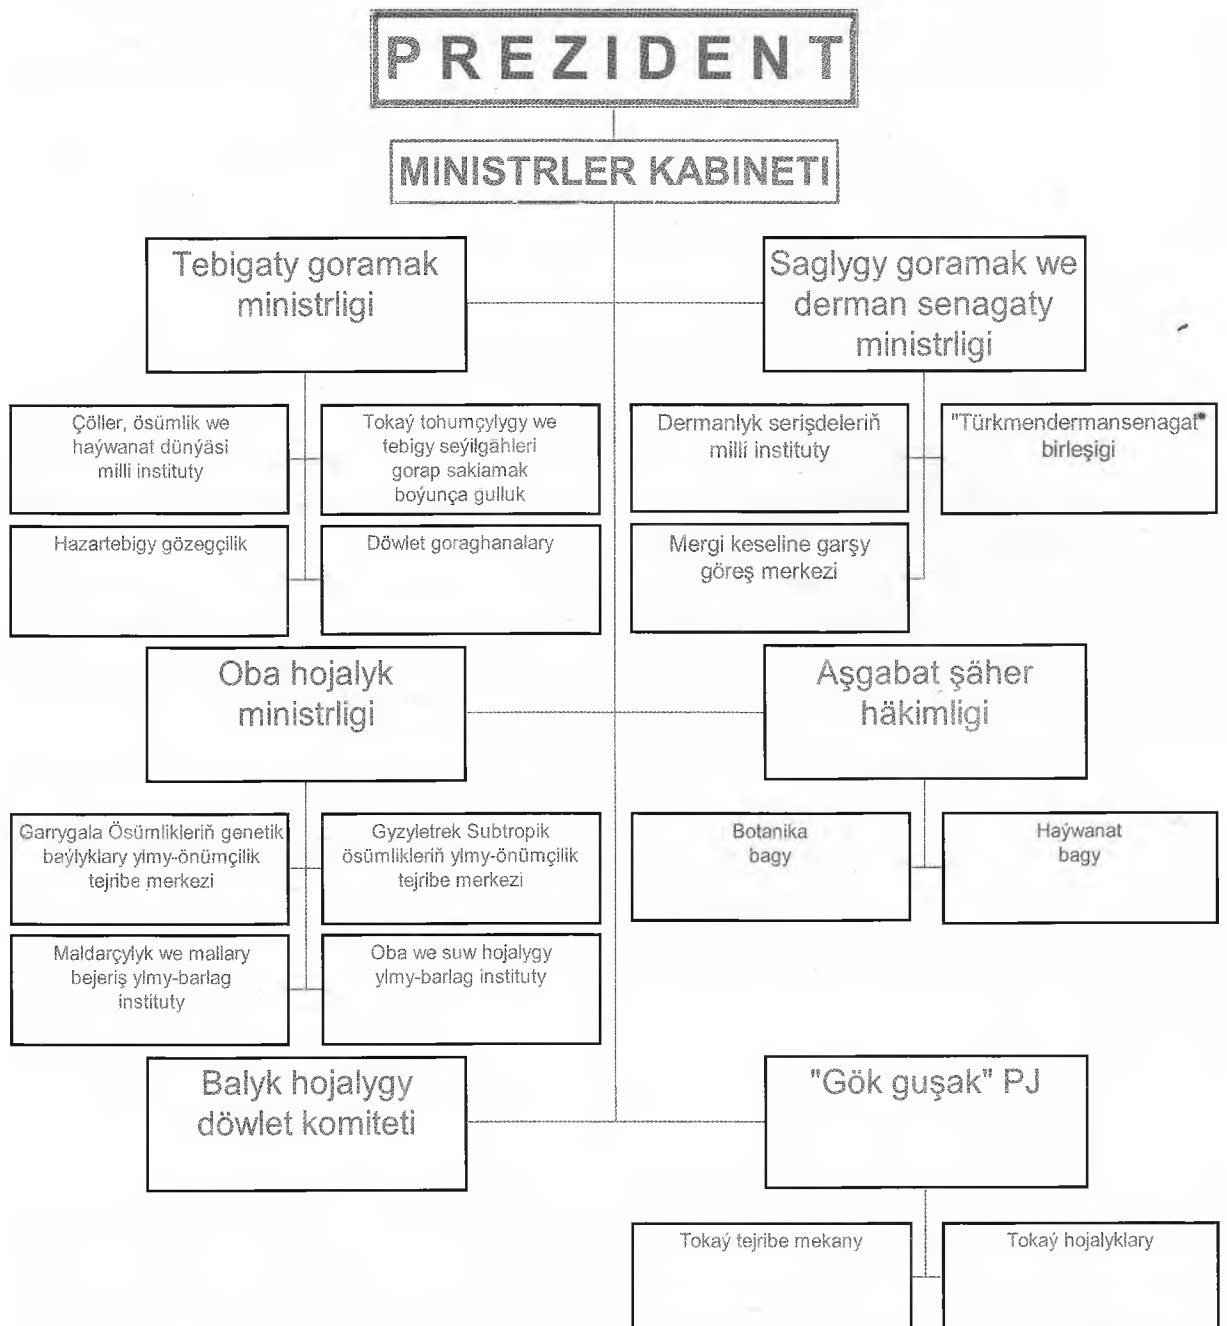 PREZIDENT
MINISTRLER KABINETI
Tebigaty goramak
ministrligi
Saglygy goramak we
derman senagaty
ministrligi
Çöller, ösümlik we
haýwanat dünýäsi
milli instituty
Tokaý tohumçylygy we
tebigy seýilgähleri
gorap saklamak
boýunça gulluk
Dermanlyk serişdeleriň
milli instituty
"Türkmendermansenagat"
birleşigi
Hazartebigy gözegçilik
Döwlet goraghanalary
Mergi keseline garşy
göreş merkezi
Oba hojalyk
ministrligi
Aşgabat şäher
häkimligi
Garrygala Ösümlikleriň genetik
baýlyklary ylmy-önümçilik
tejribe merkezi
Gyzyletrek Subtropik
ösümlikleriň ylmy-önümçilik
tejribe merkezi
Botanika
bagy
Haýwanat
bagy
Maldarçylyk we mallary
bejeriş ylmy-barlag
instituty
Oba we suw hojalygy
ylmy-barlag instituty
Balyk hojalygy
döwlet komiteti
"Gök guşak" PJ
Tokaý tejribe mekany
Tokaý hojalyklary